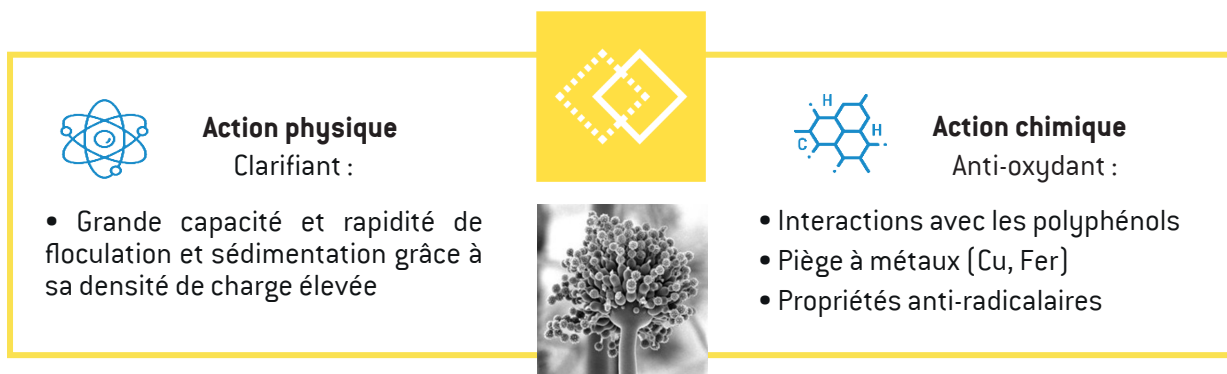 Action physique
Clarifiant :
• Grande capacité et rapidité de
floculation et sédimentation grâce à
sa densité de charge élevée
H
H
C
Action chimique
Anti-oxydant :
• Interactions avec les polyphénols
• Piège à métaux (Cu, Fer)
• Propriétés anti-radicalaires